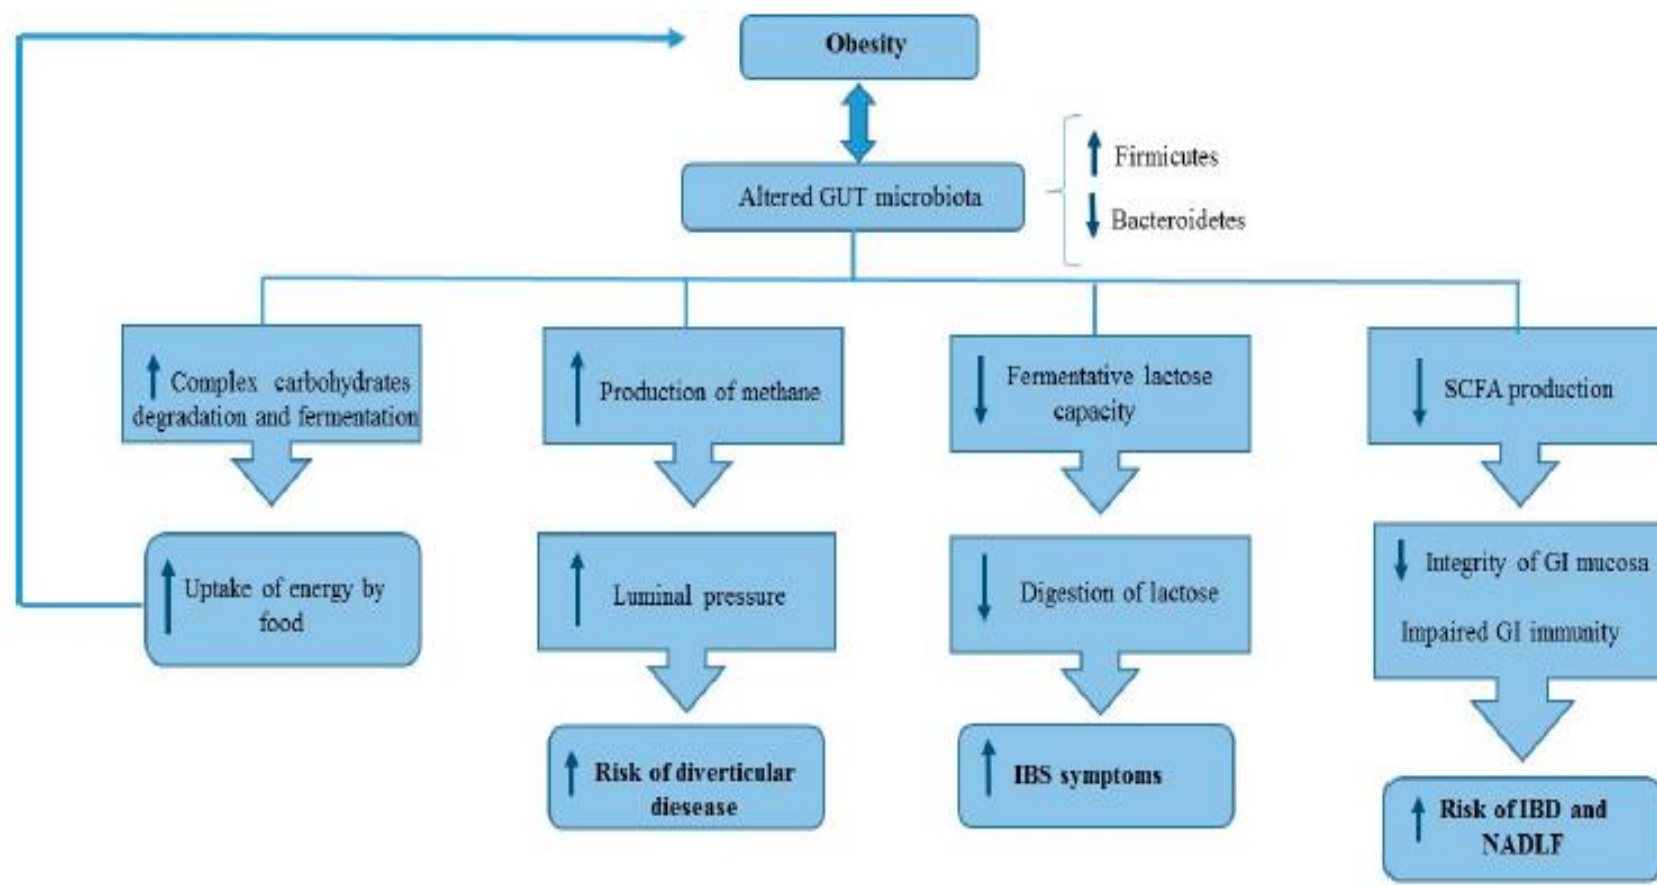 Obesity
Altered GUT microbiota
Firmicutes
Bacteroidetes
Complex carbohydrates
degradation and fermentation
Production of methane
Fermentative lactose
capacity
SCFA production
Uptake of energy by
food
Luminal pressure
Digestion of lactose
Integrity of GI mucosa
Impaired GI immunity
Risk of diverticular
diesease
IBS symptoms
Risk of IBD and
NADLF